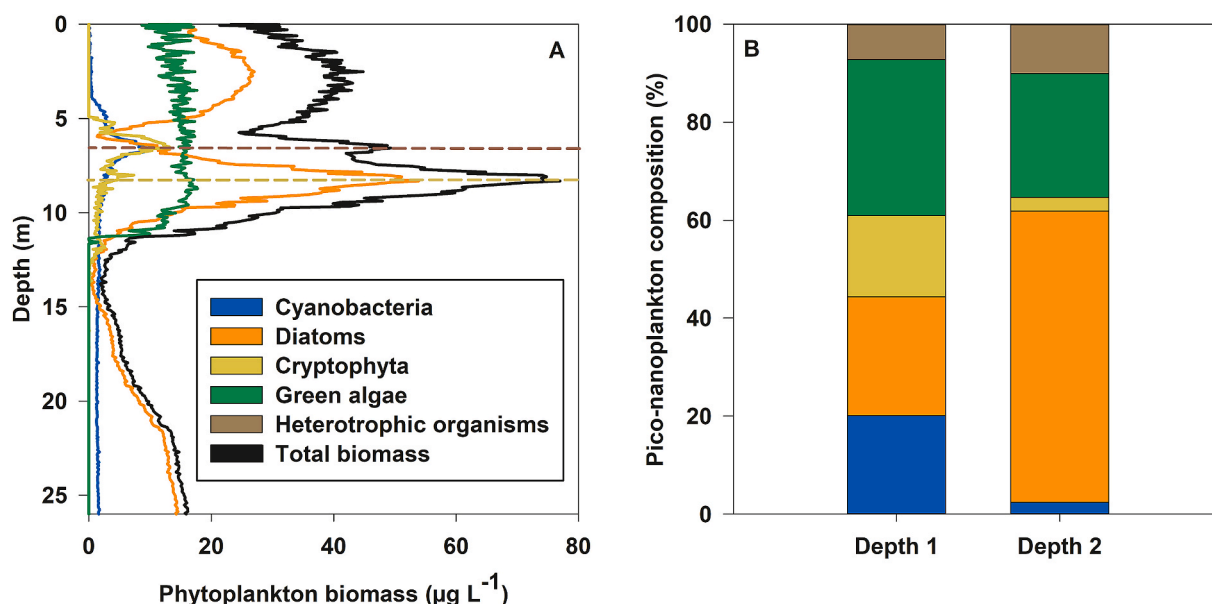 A
0
5
10
15
20
25
Depth (m)
Cyanobacteria
Diatoms
Cryptophyta
Green algae
Heterotrophic organisms
Total biomass
0 20 40 60 80
Phytoplankton biomass (µg L⁻¹)
B
100
80
60
40
20
0
Pico-nanoplankton composition (%)
Depth 1 Depth 2